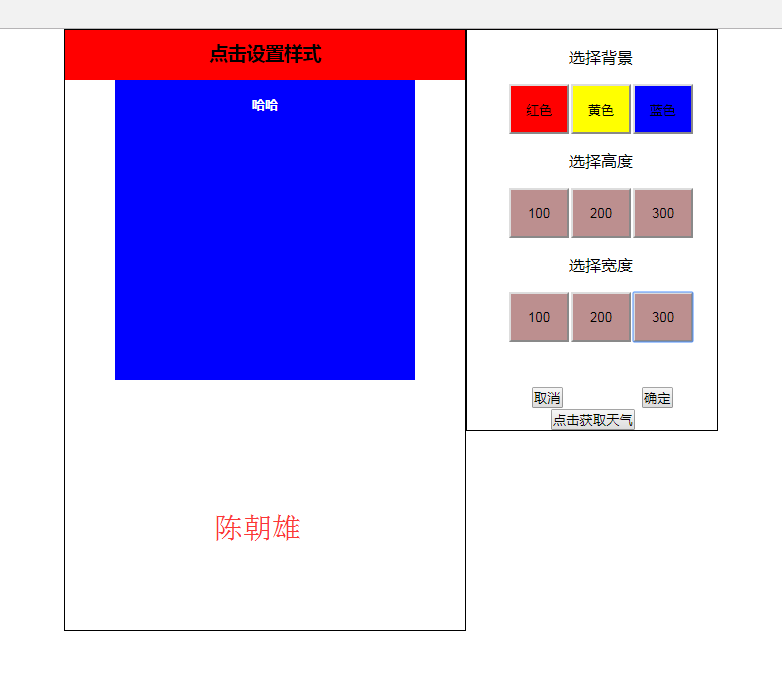 点击设置样式
哈哈
陈朝雄
选择背景
红色 黄色 蓝色
选择高度
100 200 300
选择宽度
100 200 300
取消 确定
点击获取天气